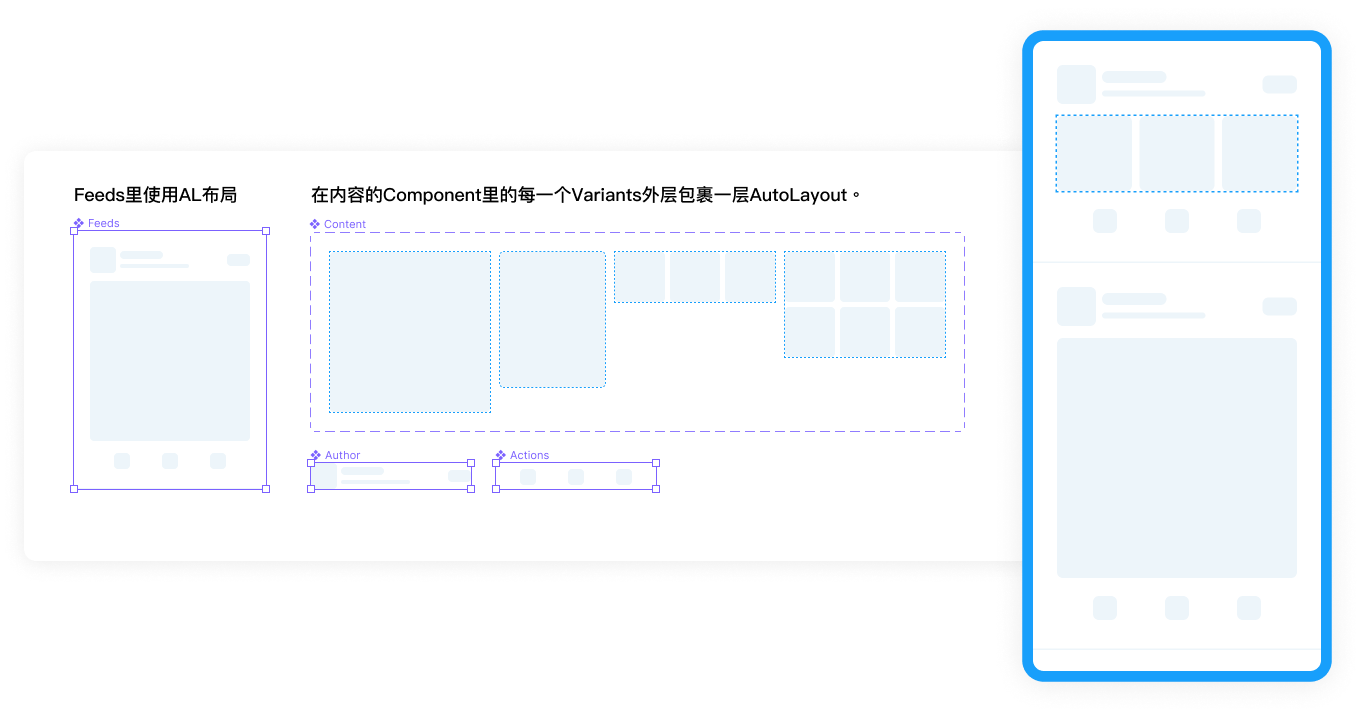 Feeds里使用AL布局
在内容的Component里的每一个Variants外层包裹一层AutoLayout。
Feeds
Content
Author
Actions